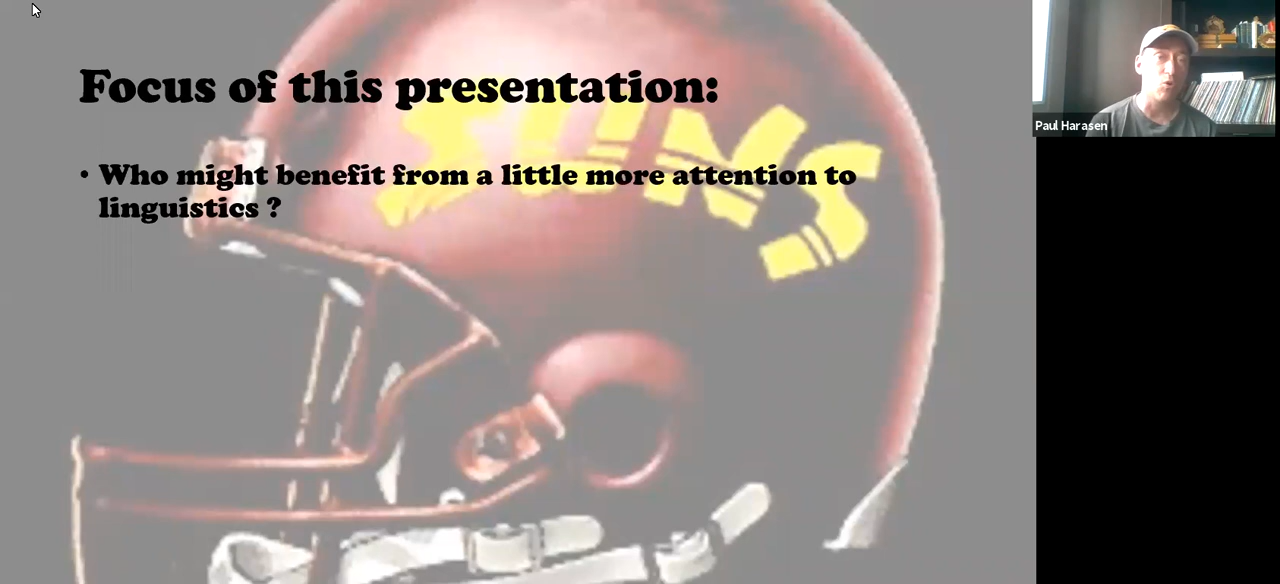 Focus of this presentation:
SUNS
• Who might benefit from a little more attention to
linguistics ?
Paul Harasen